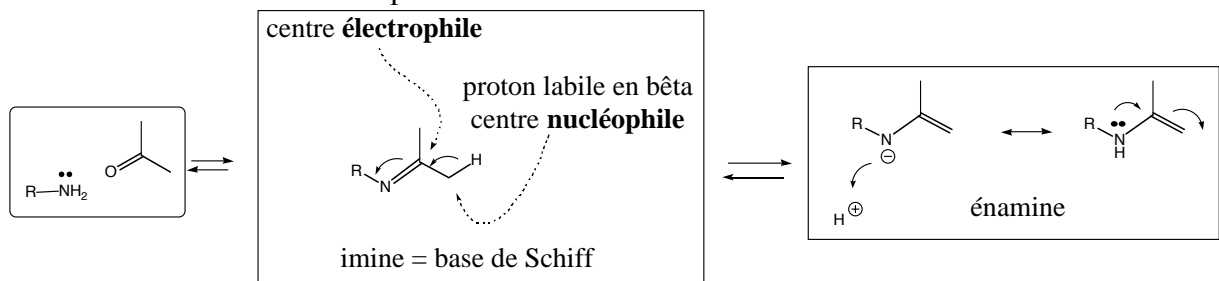 centre électrophile
proton labile en bêta
centre nucléophile
O
R
NH2
R
N
H
imine = base de Schiff
R
N
⊖
H ⊕
R
N
H
énamine